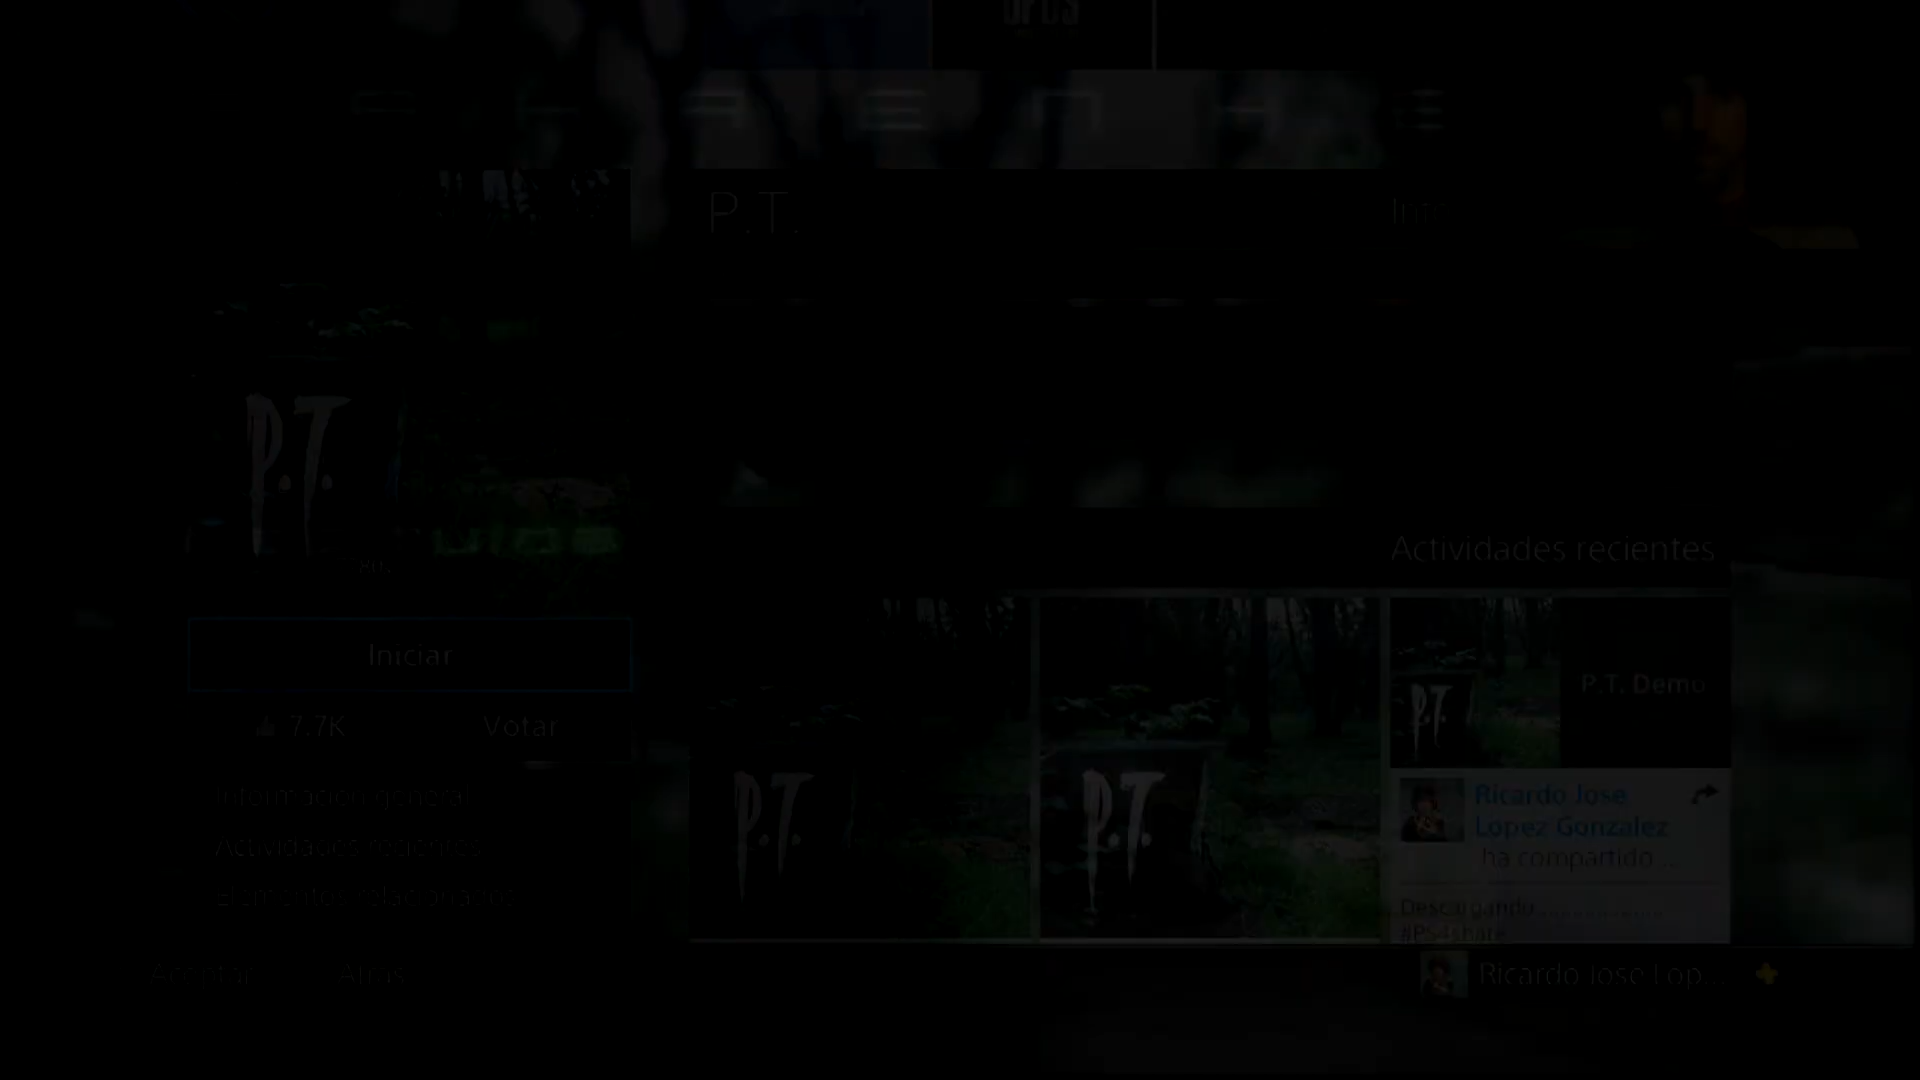 P.T.
P.T.
Iniciar
7.7K
Votar
Información general
Actividades recientes
Elementos relacionados
Aceptar
Atrás
Actividades recientes
P.T.
P.T.
P.T.
P.T. Demo
Ricardo Jose
Lopez Gonzalez
ha compartido ...
Descargando
#PS4share
Ricardo Jose Lop...